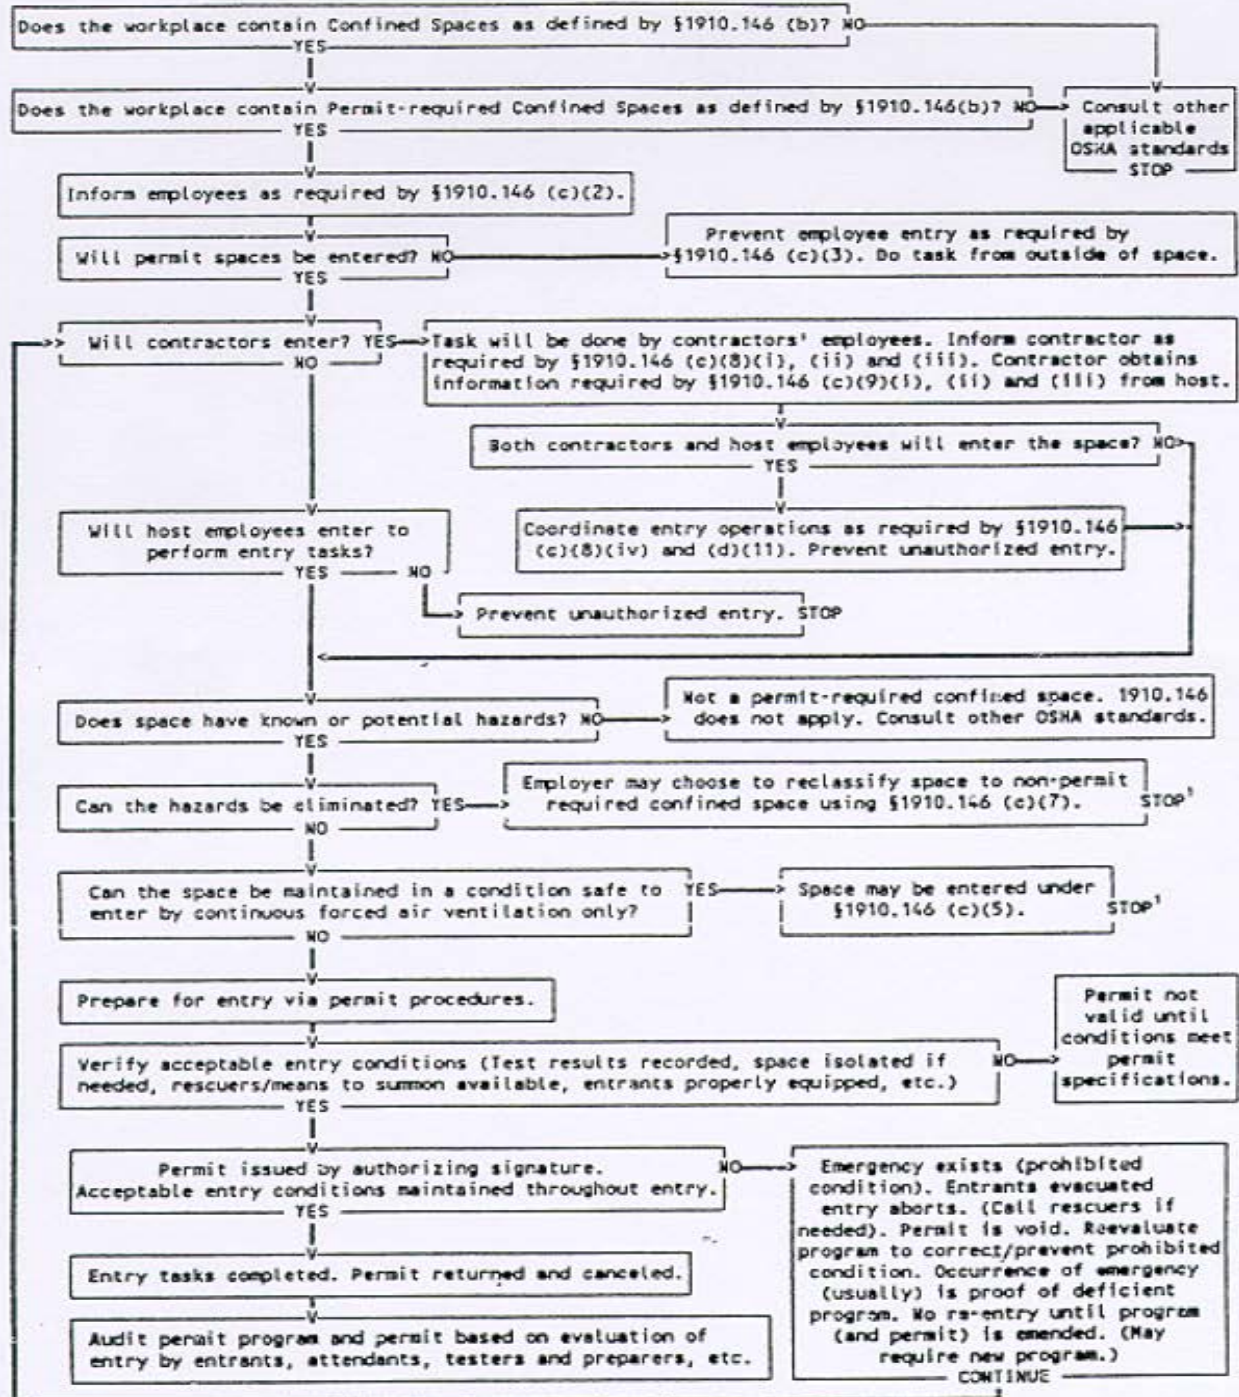 Does the workplace contain Confined Spaces as defined by §1910.146 (b)? NO
YES
Does the workplace contain Permit-required Confined Spaces as defined by §1910.146(b)? NO
YES
Consult other
applicable
OSHA standards
STOP
Inform employees as required by §1910.146 (c)(2).
Will permit spaces be entered? NO
YES
Prevent employee entry as required by
§1910.146 (c)(3). Do task from outside of space.
Will contractors enter? YES
NO
Task will be done by contractors' employees. Inform contractor as
required by §1910.146 (c)(8)(i), (ii) and (iii). Contractor obtains
information required by §1910.146 (c)(9)(i), (ii) and (iii) from host.
Both contractors and host employees will enter the space? NO
YES
Will host employees enter to
perform entry tasks?
YES NO
Coordinate entry operations as required by §1910.146
(c)(8)(iv) and (d)(11). Prevent unauthorized entry.
Prevent unauthorized entry. STOP
Does space have known or potential hazards? NO
YES
Not a permit-required confined space. 1910.146
does not apply. Consult other OSHA standards.
Can the hazards be eliminated? YES
NO
Employer may choose to reclassify space to non-permit
required confined space using §1910.146 (c)(7). STOP¹
Can the space be maintained in a condition safe to YES
enter by continuous forced air ventilation only?
NO
Space may be entered under
§1910.146 (c)(5). STOP¹
Prepare for entry via permit procedures.
Verify acceptable entry conditions (Test results recorded, space isolated if NO
needed, rescuers/means to summon available, entrants properly equipped, etc.)
YES
Permit not
valid until
conditions meet
permit
specifications.
Permit issued by authorizing signature. NO
Acceptable entry conditions maintained throughout entry.
YES
Emergency exists (prohibited
condition). Entrants evacuated
entry aborts. (Call rescuers if
needed). Permit is void. Reevaluate
program to correct/prevent prohibited
condition. Occurrence of emergency
(usually) is proof of deficient
program. No re-entry until program
(and permit) is amended. (May
require new program.)
CONTINUE
Entry tasks completed. Permit returned and canceled.
Audit permit program and permit based on evaluation of
entry by entrants, attendants, testers and preparers, etc.